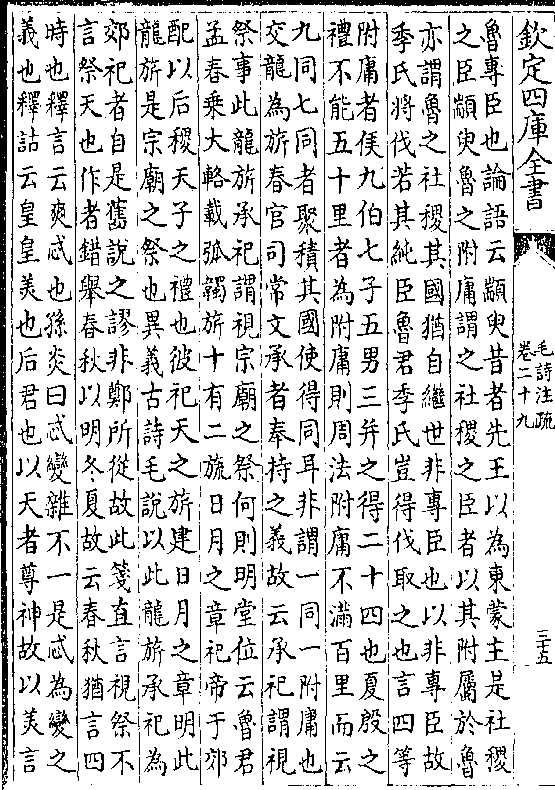 欽定四庫全書
毛詩注疏
卷二十九
三十五
魯專臣也論語云顓臾昔者先王以為東蒙主是社稷
之臣顓臾魯之附庸謂之社稷之臣者以其附屬於魯
亦謂魯之社稷其國猶自繼世非專臣也以非專臣故
季氏將伐若其純臣魯君季氏豈得伐取之也言四等
附庸者侯九伯七子五男三并之得二十四也夏殷之
禮不能五十里者為附庸則周法附庸不滿百里而云
九同七同者聚積其國使得同耳非謂一同一附庸也
交龍為旂春官司常文承者奉持之義故云承祀謂視
祭事此龍旂承祀謂視宗廟之祭何則明堂位云魯君
孟春乘大輅載弧韣旂十有二旒日月之章祀帝于郊
配以后稷天子之禮也彼祀天之旂建日月之章明此
龍旂是宗廟之祭也異義古詩毛說以此龍旂承祀為
郊祀者自是舊說之謬非鄭所從故此箋直言視祭不
言祭天也作者錯舉春秋以明冬夏故云春秋猶言四
時也釋言云爽忒也孫炎曰忒變雜不一是忒為變之
義也釋詁云皇皇美也后君也以天者尊神故以美言